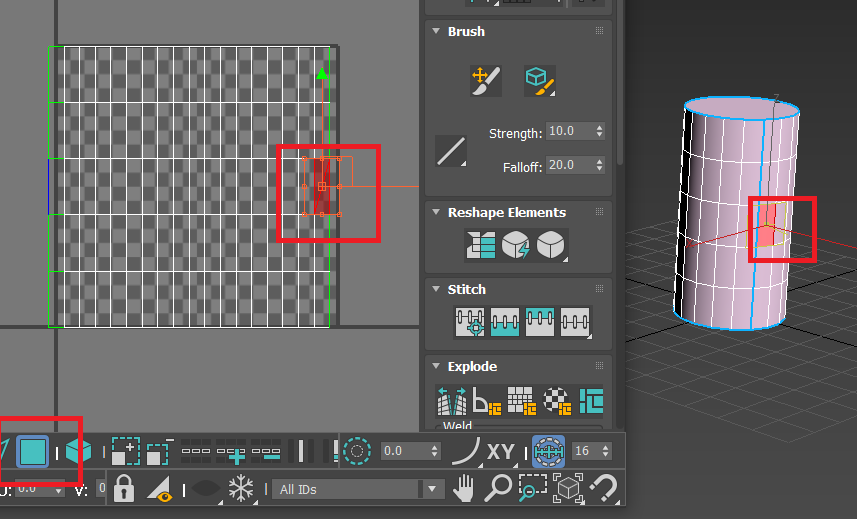 Brush
Strength: 10.0
Falloff: 20.0
Reshape Elements
Stitch
Explode
Weld
0.0
XY
16
U: 0.0
V: 0
All IDs
Z
X